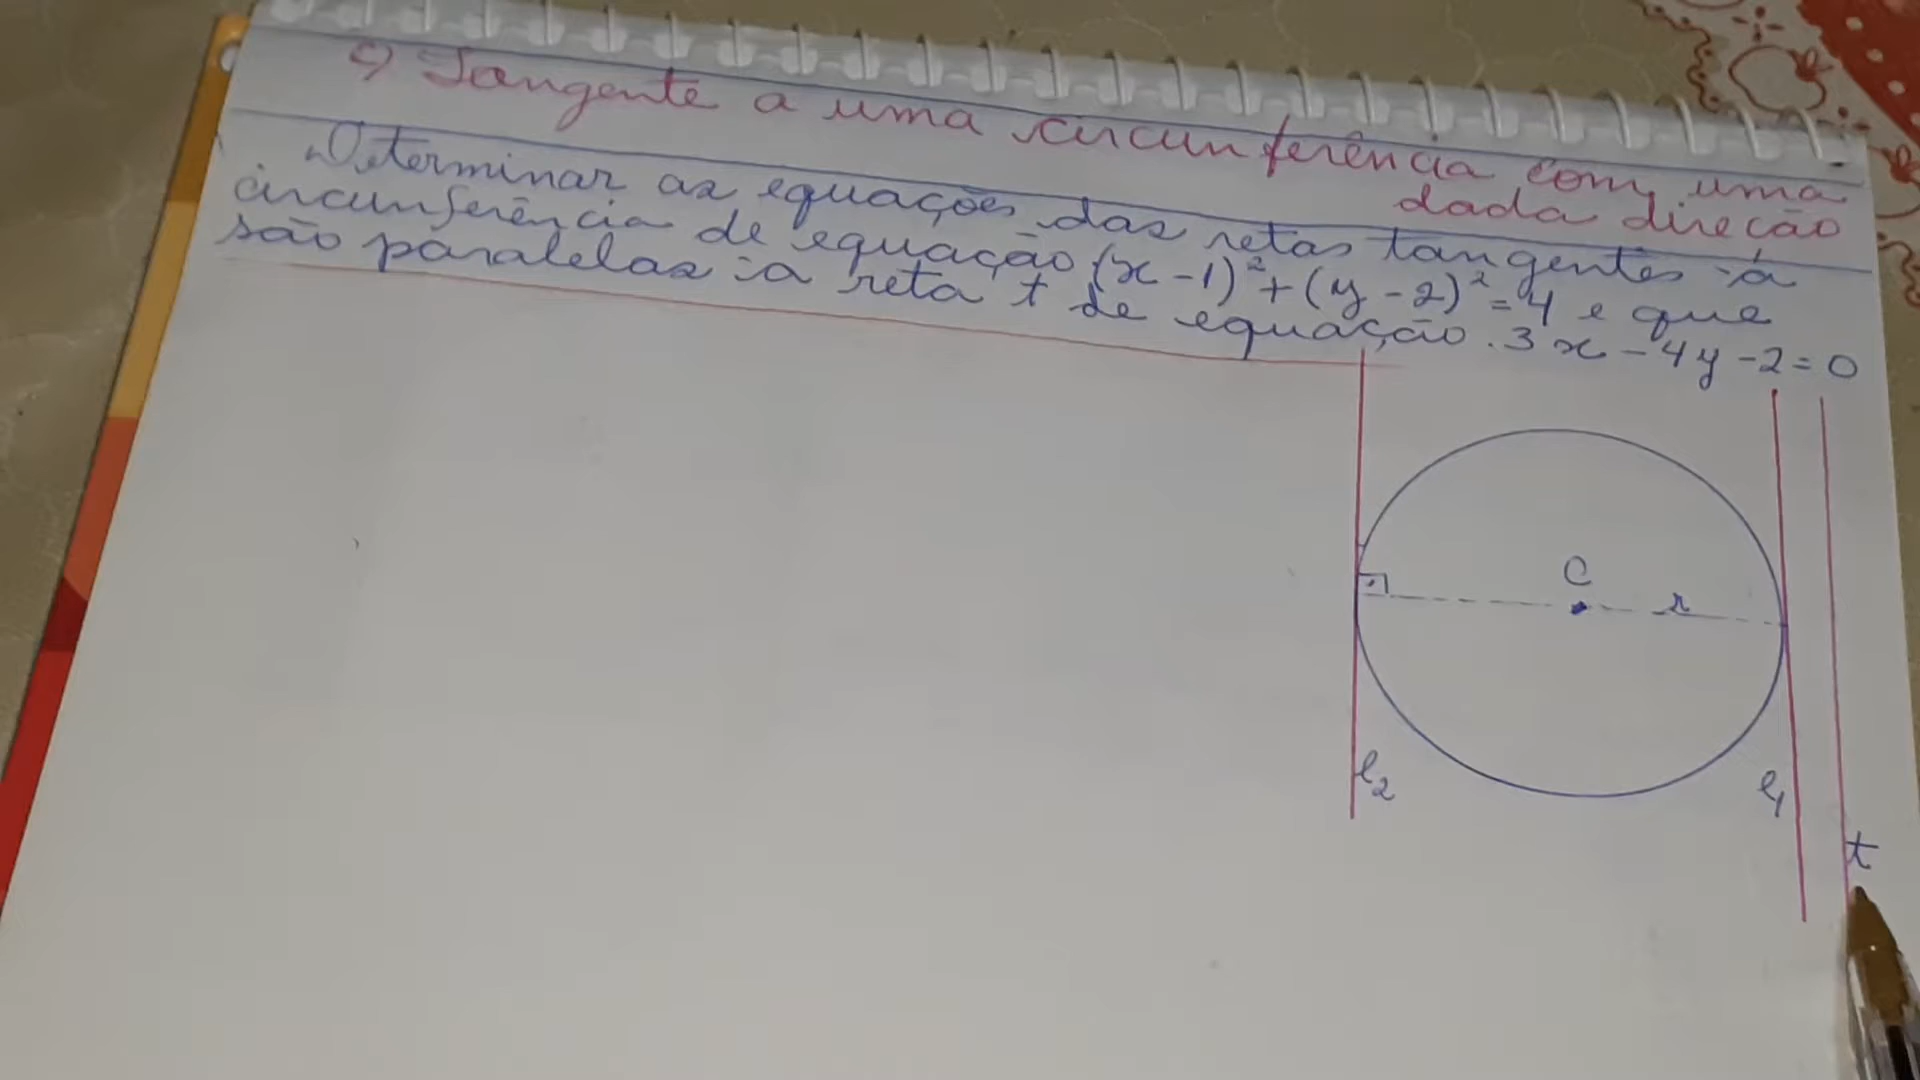 c) Tangente a uma circunferência com uma
dada direção
Determinar as equações das retas tangentes à
circunferência de equação (x - 1)² + (y - 2)² = 4 e que
são paralelas à reta t de equação 3x - 4y - 2 = 0
C
r
l₂
l₁
t